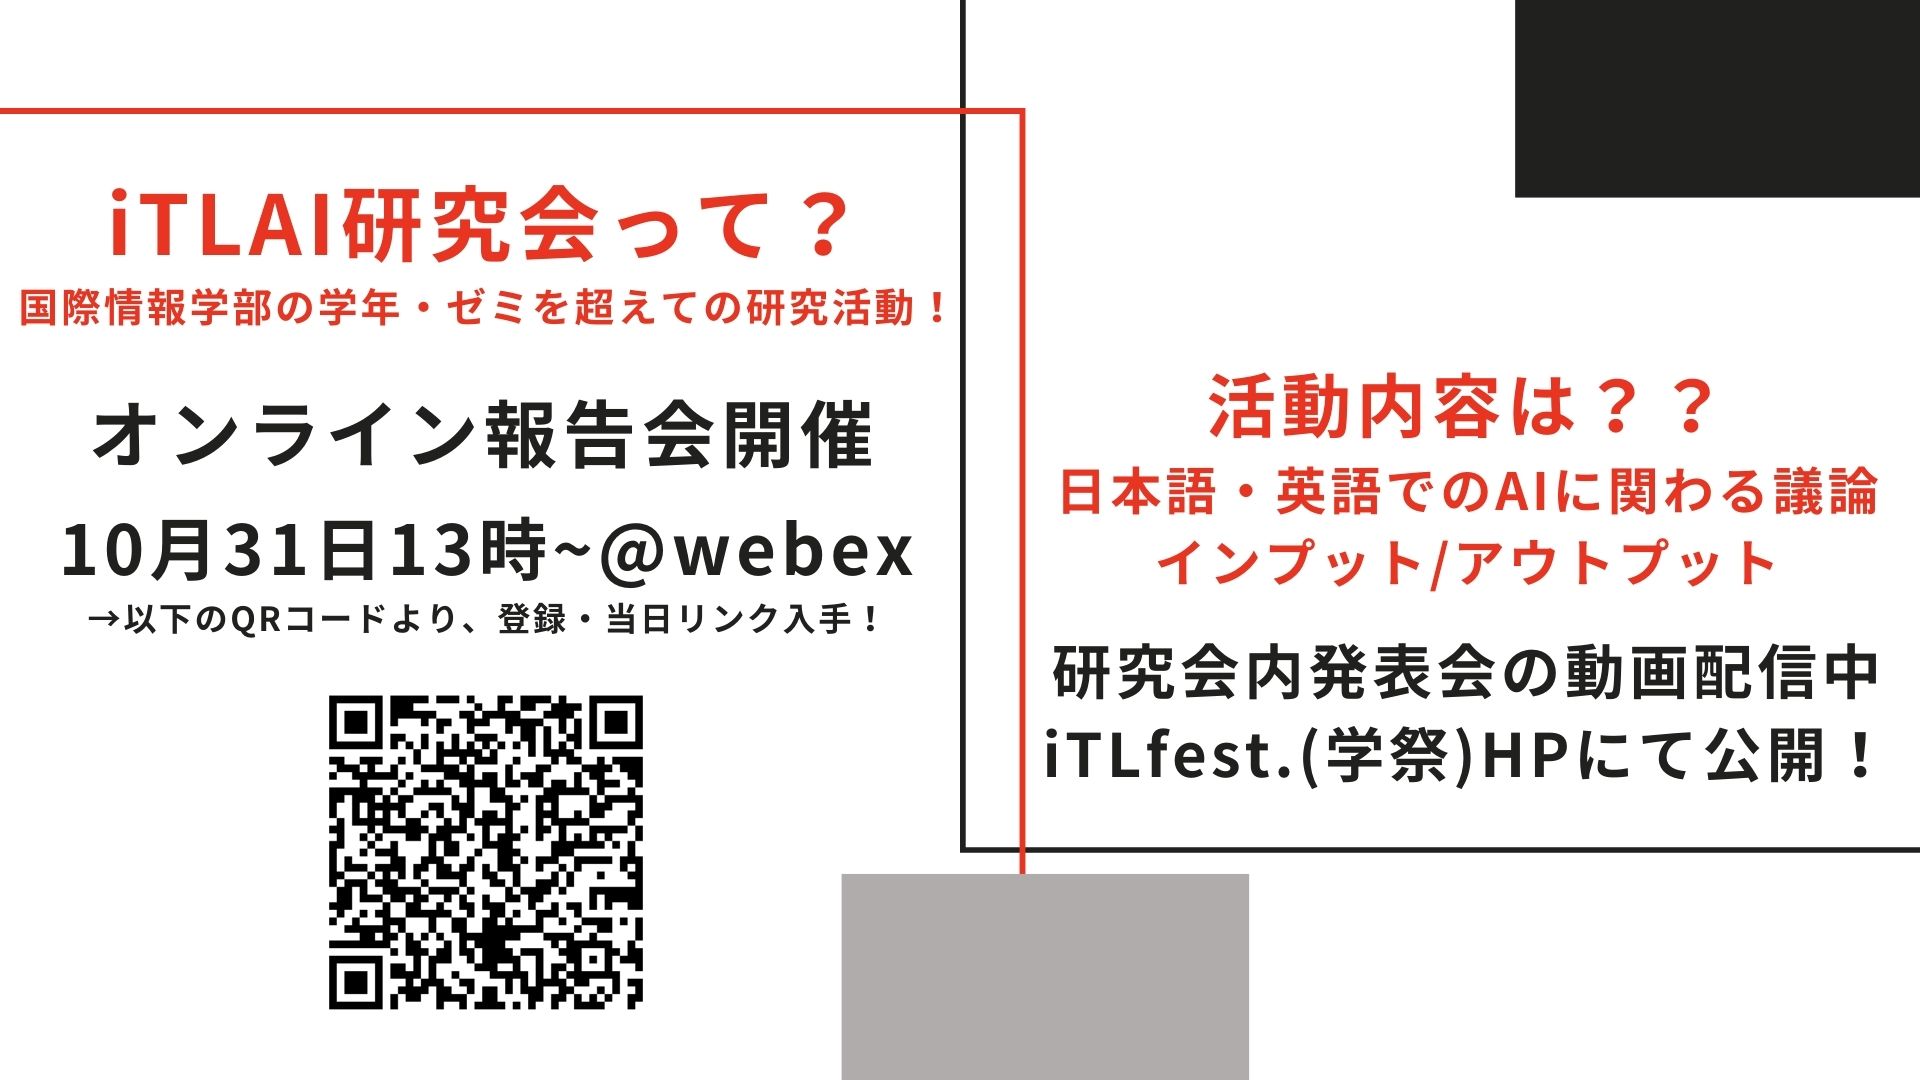 iTLAI研究会って？
国際情報学部の学年・ゼミを超えての研究活動！
オンライン報告会開催
10月31日13時~@webex
→以下のQRコードより、登録・当日リンク入手！
活動内容は？？
日本語・英語でのAIに関わる議論
インプット/アウトプット
研究会内発表会の動画配信中
iTLfest.(学祭)HPにて公開！